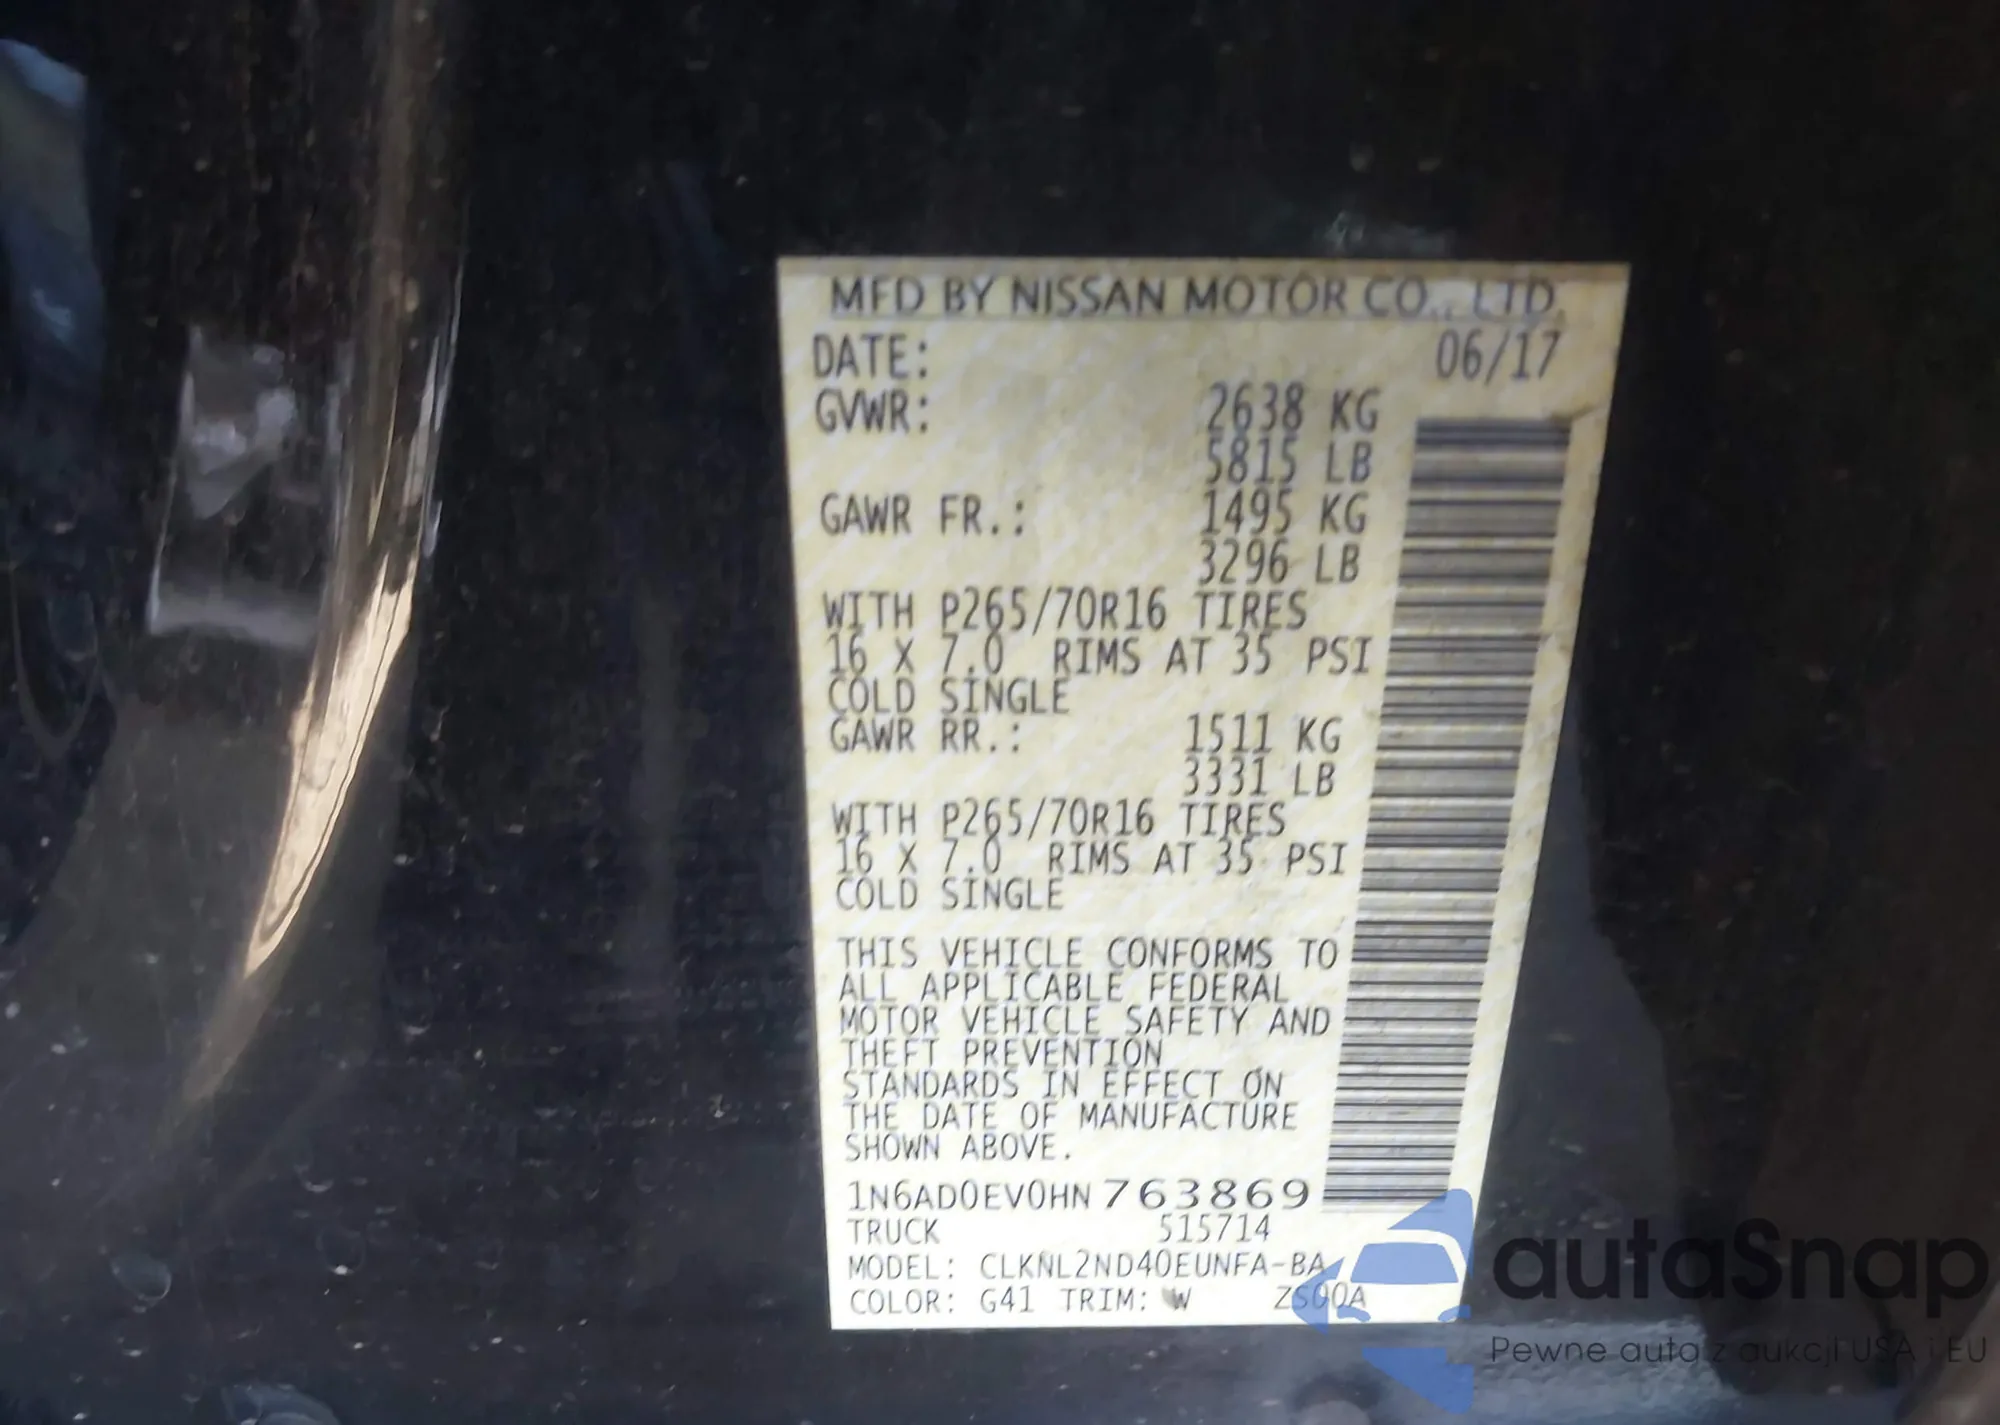 MFD BY NISSAN MOTOR CO., LTD.
DATE: 06/17
GVWR: 2638 KG
5815 LB
GAWR FR.: 1495 KG
3296 LB
WITH P265/70R16 TIRES
16 X 7.0 RIMS AT 35 PSI
COLD SINGLE
GAWR RR.: 1511 KG
3331 LB
WITH P265/70R16 TIRES
16 X 7.0 RIMS AT 35 PSI
COLD SINGLE
THIS VEHICLE CONFORMS TO
ALL APPLICABLE FEDERAL
MOTOR VEHICLE SAFETY AND
THEFT PREVENTION
STANDARDS IN EFFECT ON
THE DATE OF MANUFACTURE
SHOWN ABOVE.
1N6AD0EV0HN763869
TRUCK 515714
MODEL: CLKNL2ND40EUNFA-BA
COLOR: G41 TRIM: W ZS00A
autaSnap
Pewne auta z aukcji USA i EU